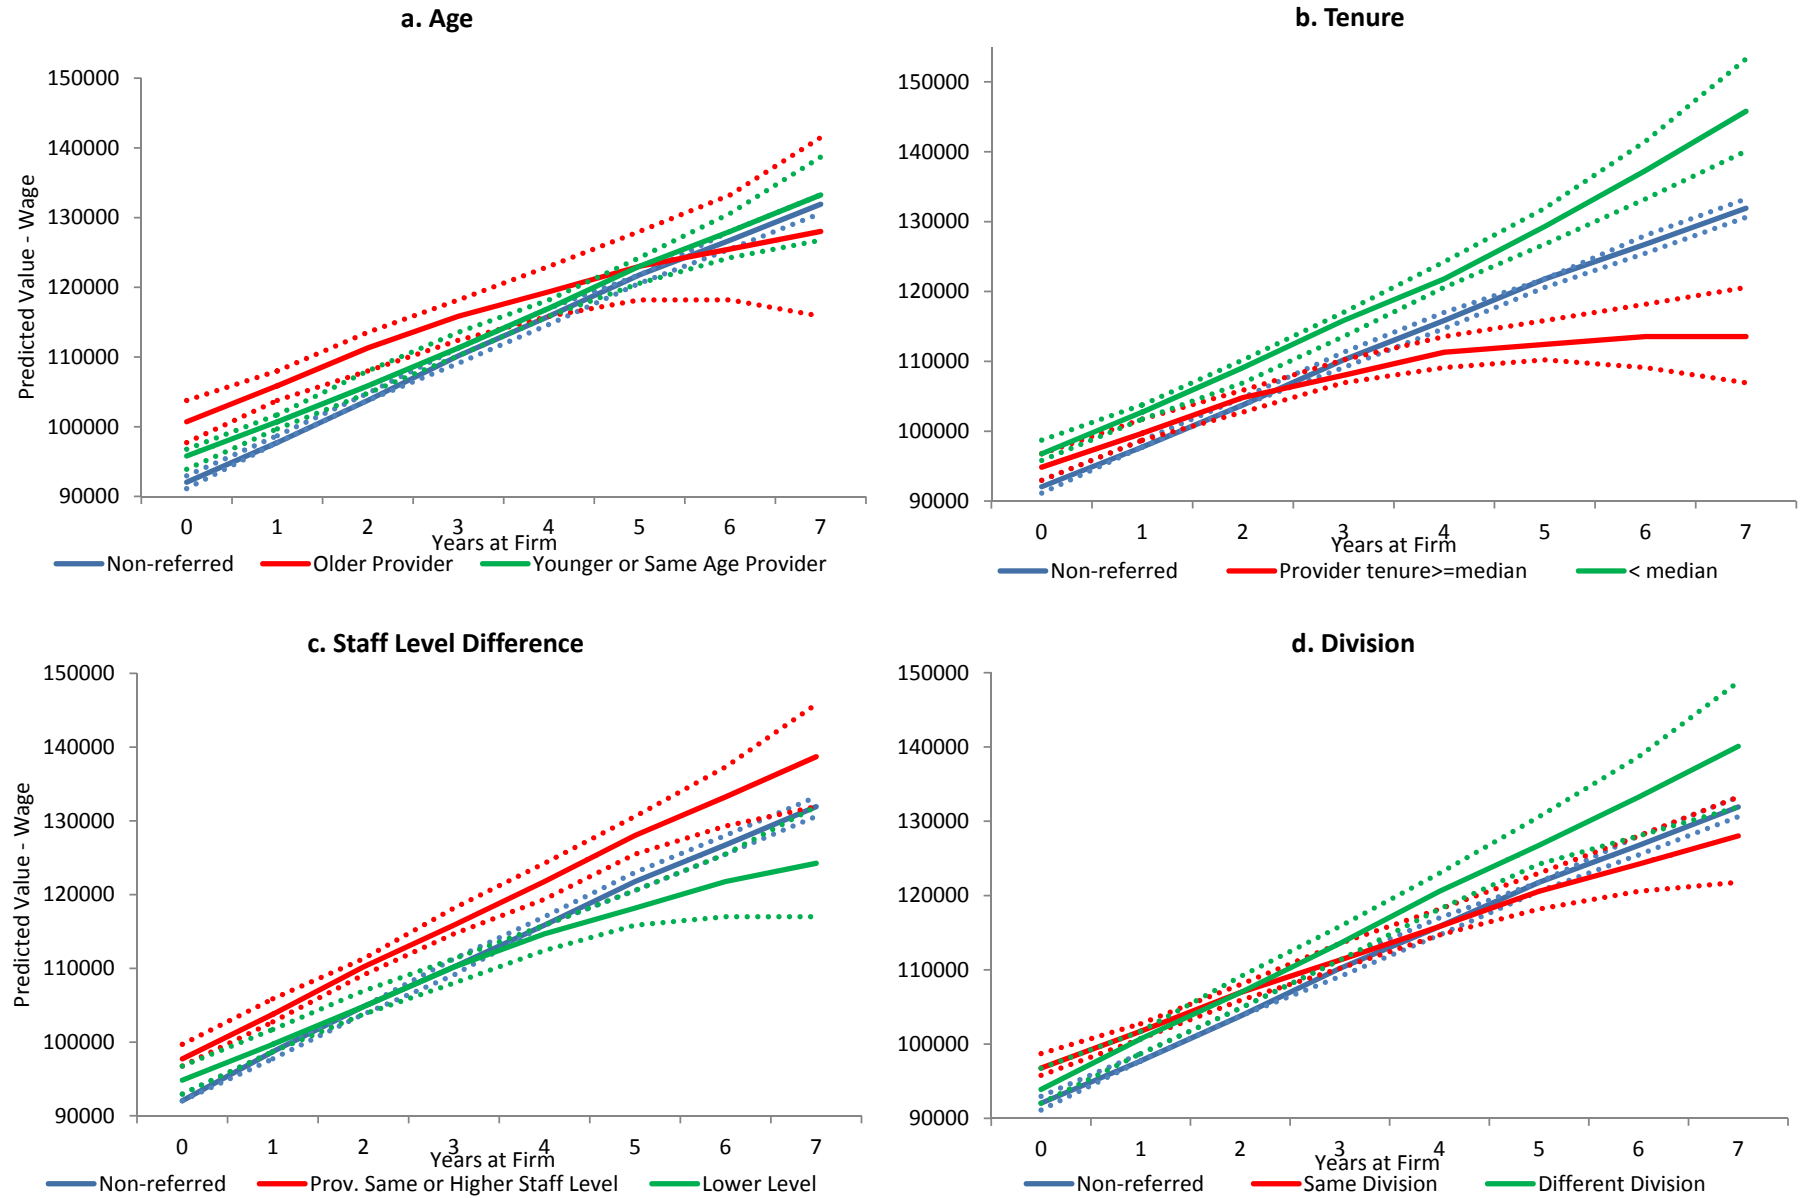 a. Age
150000
140000
130000
120000
110000
100000
90000
Predicted Value - Wage
0 1 2 3 4 5 6 7
Years at Firm
Non-referred Older Provider Younger or Same Age Provider
b. Tenure
150000
140000
130000
120000
110000
100000
90000
0 1 2 3 4 5 6 7
Years at Firm
Non-referred Provider tenure>=median < median
c. Staff Level Difference
150000
140000
130000
120000
110000
100000
90000
Predicted Value - Wage
0 1 2 3 4 5 6 7
Years at Firm
Non-referred Prov. Same or Higher Staff Level Lower Level
d. Division
150000
140000
130000
120000
110000
100000
90000
0 1 2 3 4 5 6 7
Years at Firm
Non-referred Same Division Different Division